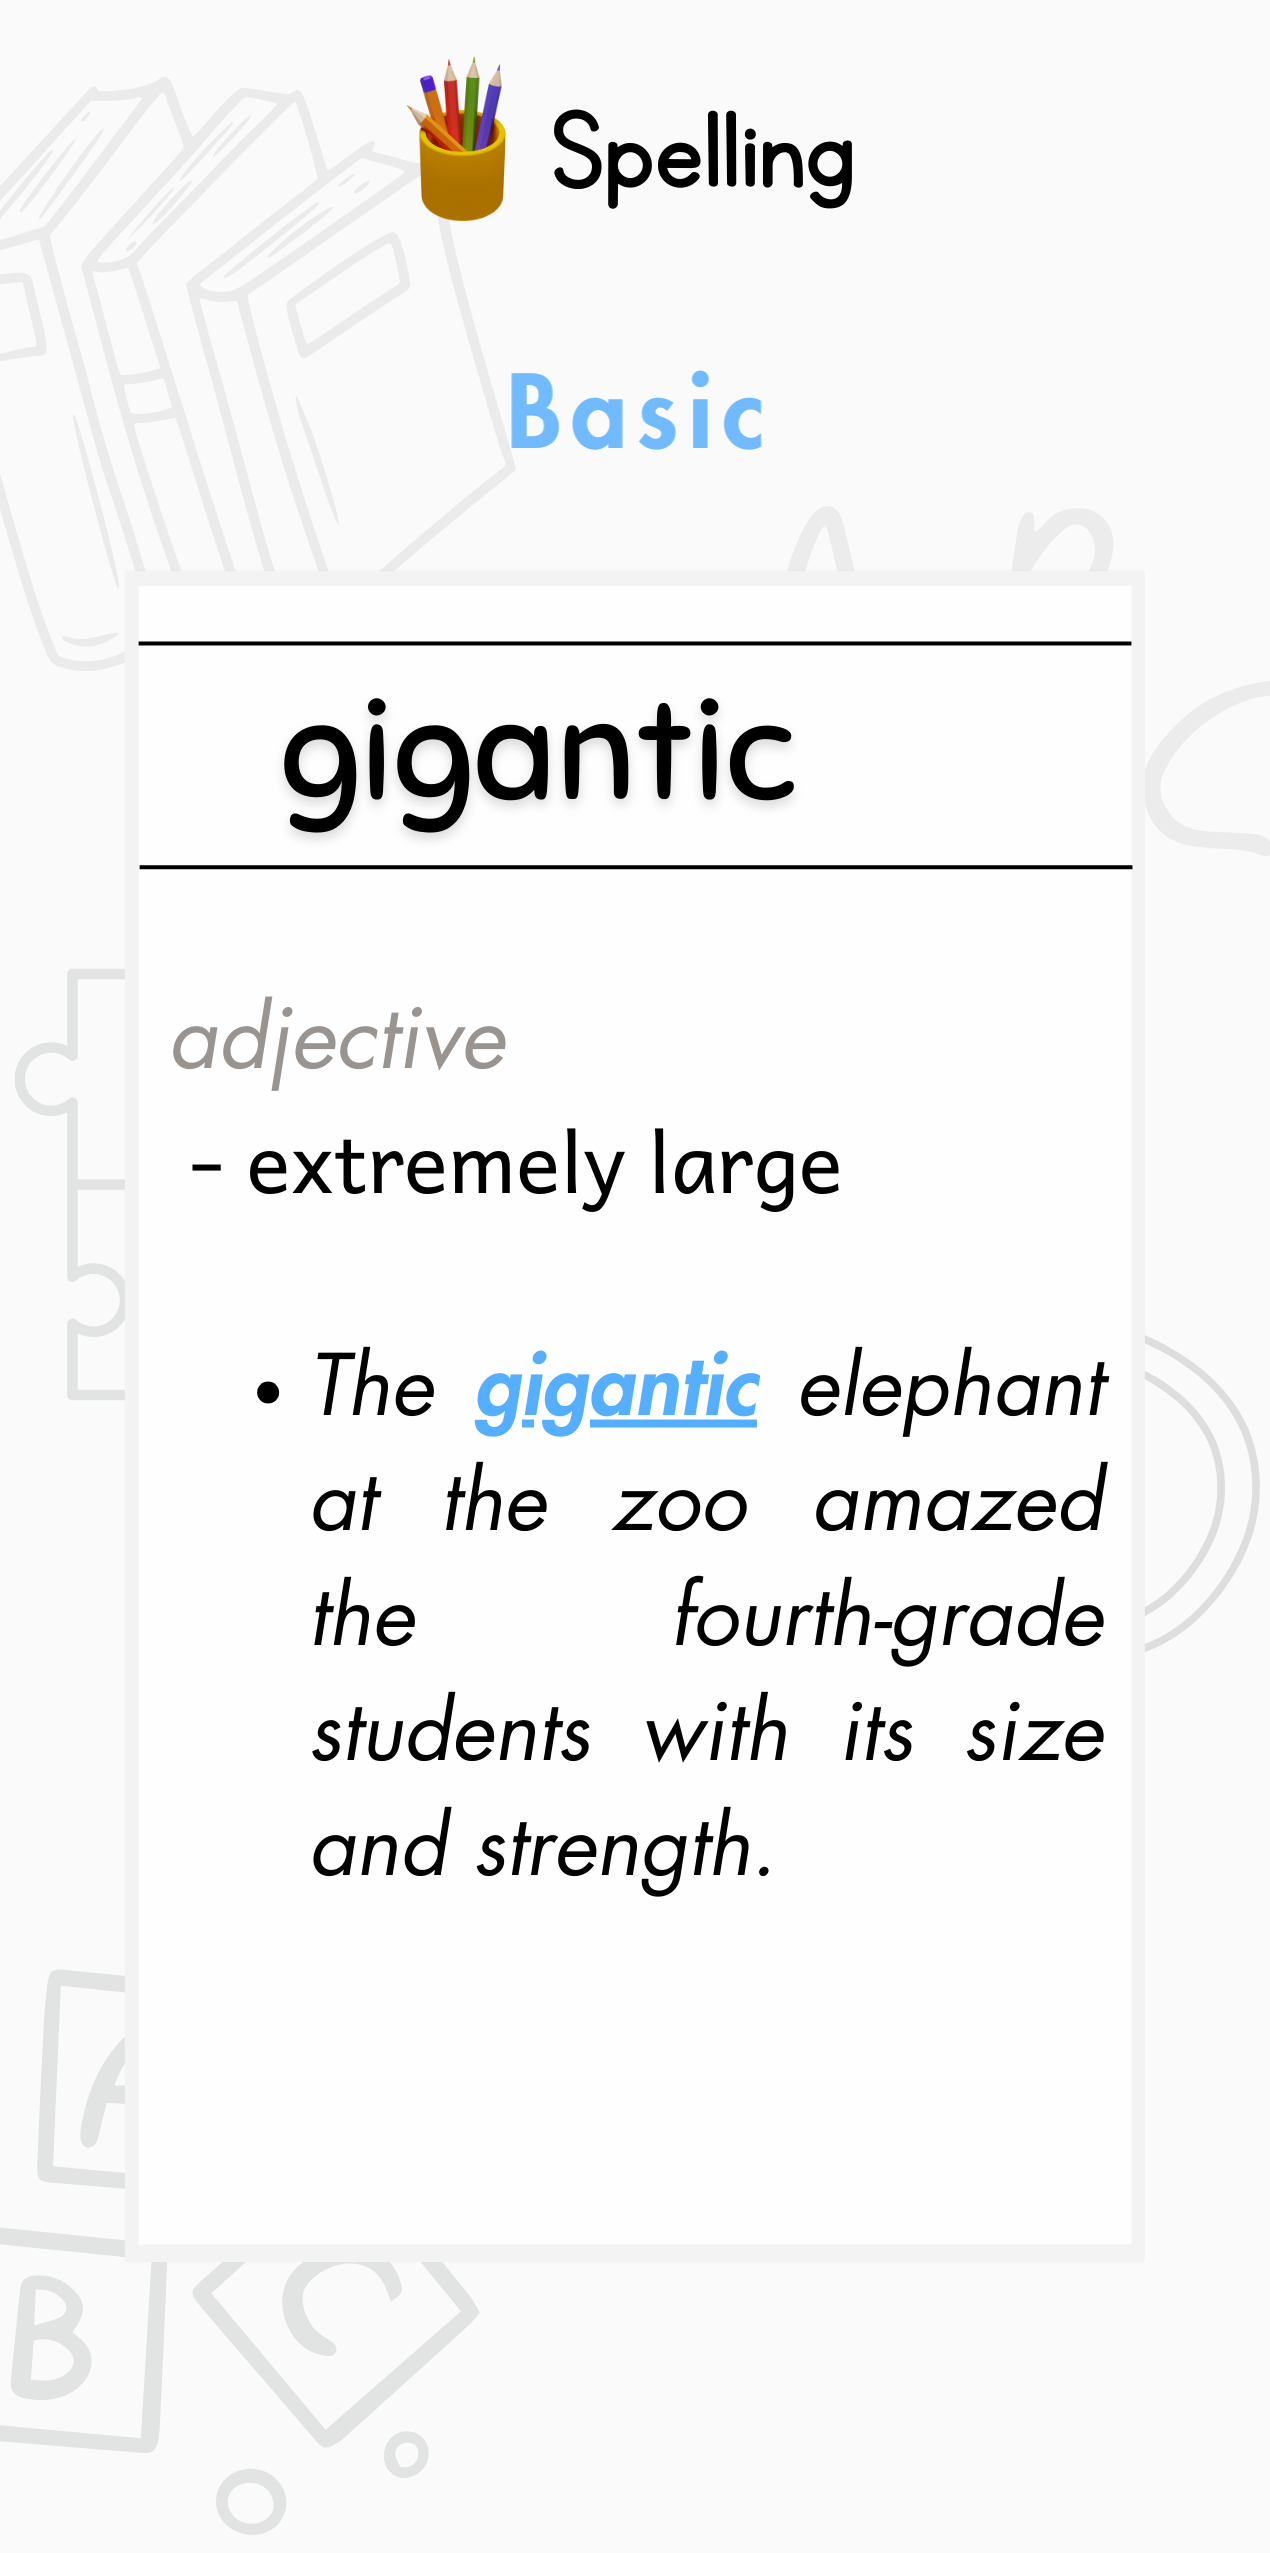 Spelling
Basic
gigantic
adjective
- extremely large
• The gigantic elephant
at the zoo amazed
the fourth-grade
students with its size
and strength.
A
B
C